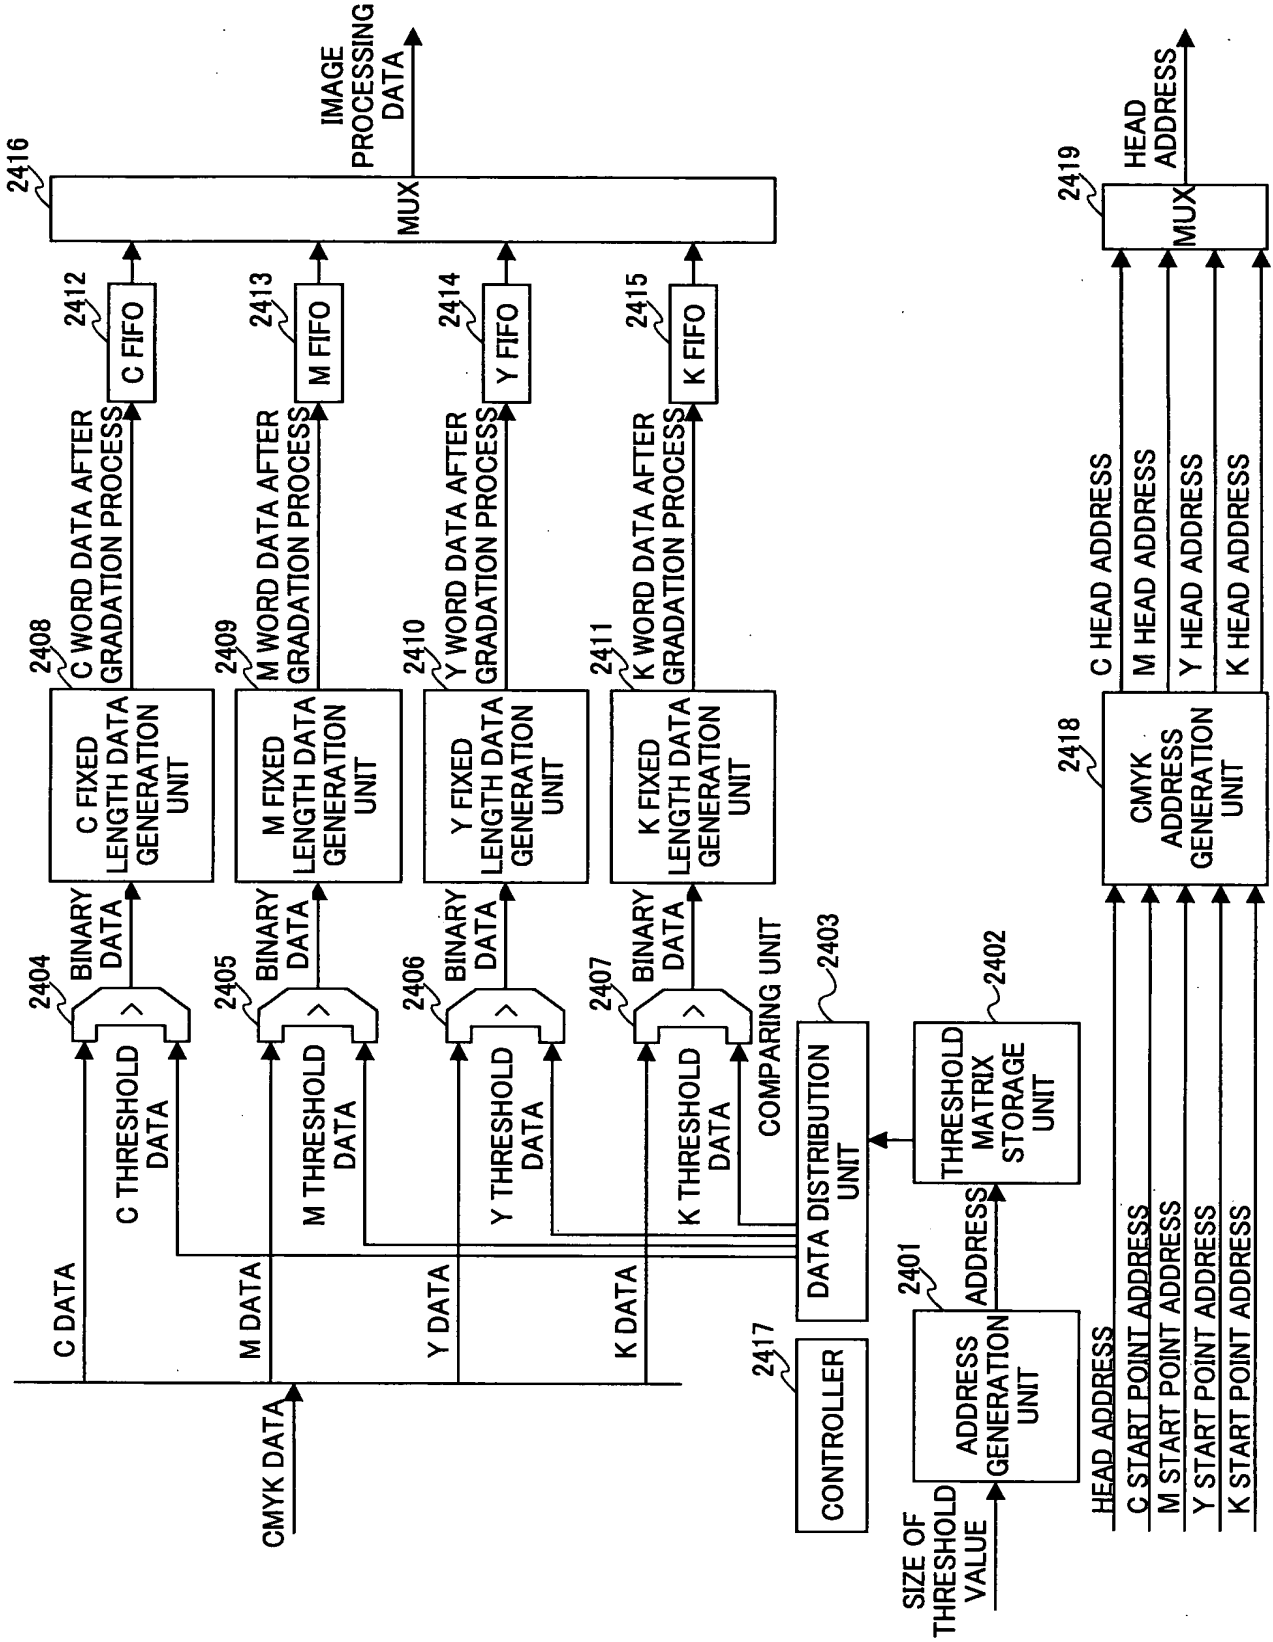 CMYK DATA
C DATA
C THRESHOLD
DATA
2404
BINARY
DATA
2408
C FIXED
LENGTH DATA
GENERATION
UNIT
C WORD DATA AFTER
GRADATION PROCESS
2412
C FIFO
2416
MUX
IMAGE
PROCESSING
DATA
M DATA
M THRESHOLD
DATA
2405
BINARY
DATA
2409
M FIXED
LENGTH DATA
GENERATION
UNIT
M WORD DATA AFTER
GRADATION PROCESS
2413
M FIFO
Y DATA
Y THRESHOLD
DATA
2406
BINARY
DATA
2410
Y FIXED
LENGTH DATA
GENERATION
UNIT
Y WORD DATA AFTER
GRADATION PROCESS
2414
Y FIFO
K DATA
K THRESHOLD
DATA
2407
BINARY
DATA
2411
K FIXED
LENGTH DATA
GENERATION
UNIT
K WORD DATA AFTER
GRADATION PROCESS
2415
K FIFO
COMPARING UNIT
2417
CONTROLLER
DATA DISTRIBUTION
UNIT
2403
SIZE OF
THRESHOLD
VALUE
2401
ADDRESS
GENERATION
UNIT
ADDRESS
THRESHOLD
MATRIX
STORAGE
UNIT
2402
HEAD ADDRESS
C START POINT ADDRESS
M START POINT ADDRESS
Y START POINT ADDRESS
K START POINT ADDRESS
2418
CMYK
ADDRESS
GENERATION
UNIT
C HEAD ADDRESS
M HEAD ADDRESS
Y HEAD ADDRESS
K HEAD ADDRESS
2419
MUX
HEAD
ADDRESS